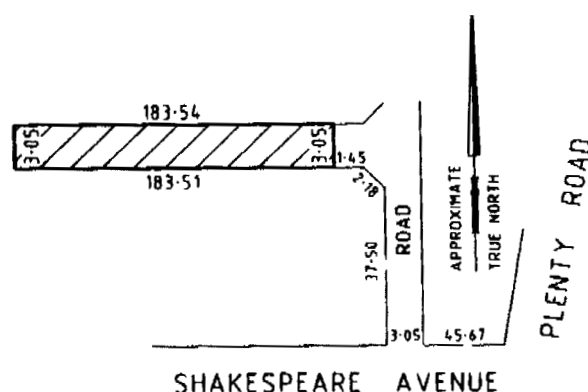 183·54
3·05
3·05
1·45
2·18
183·51
37·50
ROAD
APPROXIMATE
TRUE NORTH
PLENTY ROAD
3·05
45·67
SHAKESPEARE AVENUE